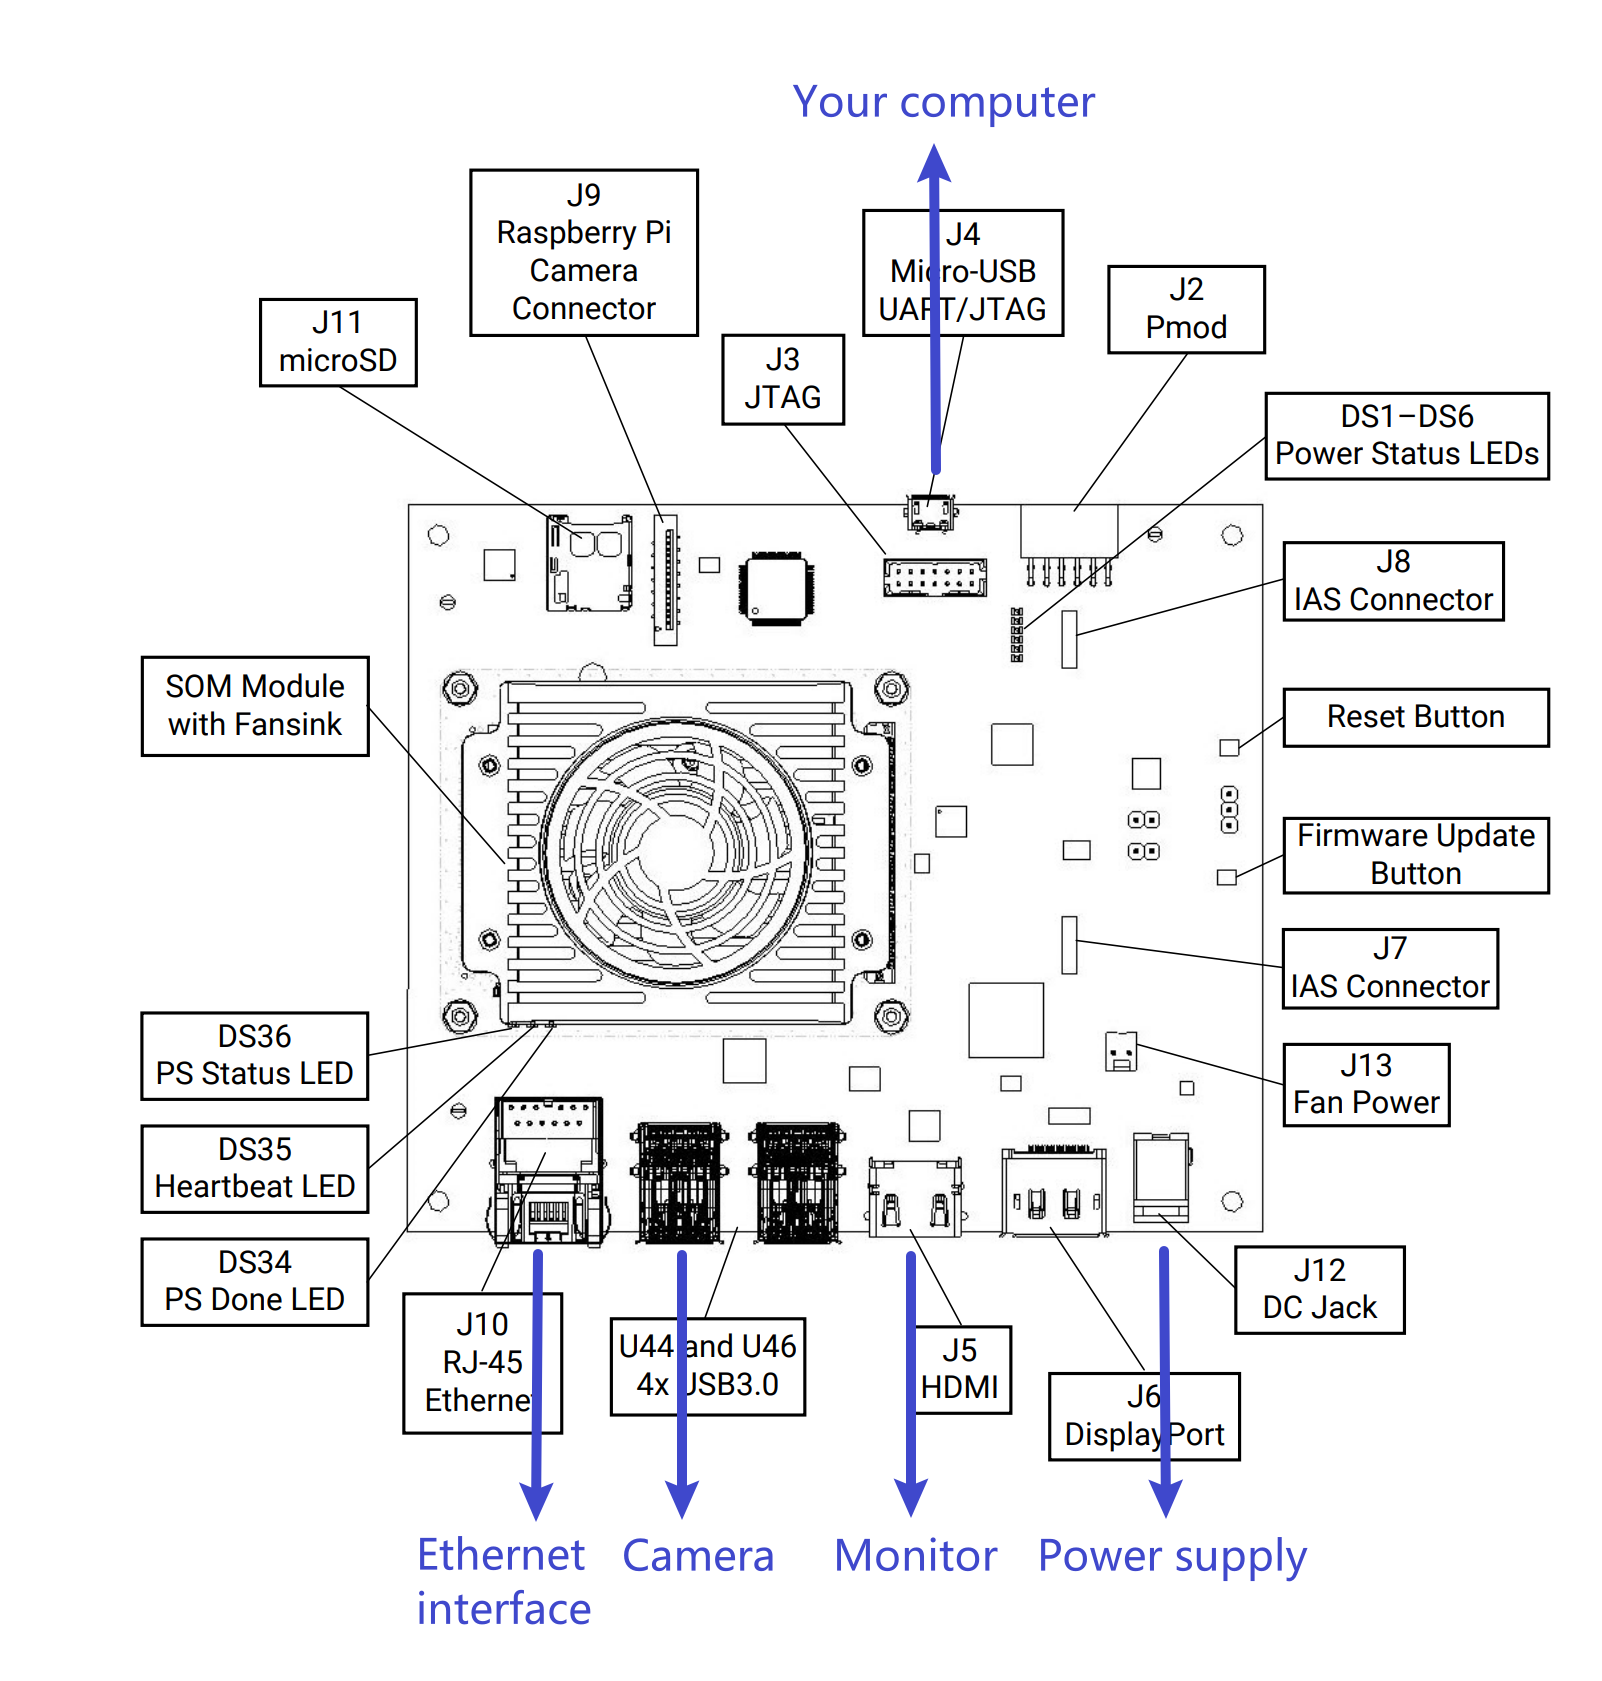 Your computer
J9
Raspberry Pi
Camera
Connector
J4
Micro-USB
UART/JTAG
J2
Pmod
J11
microSD
J3
JTAG
DS1–DS6
Power Status LEDs
J8
IAS Connector
SOM Module
with Fansink
Reset Button
Firmware Update
Button
J7
IAS Connector
DS36
PS Status LED
J13
Fan Power
DS35
Heartbeat LED
DS34
PS Done LED
J12
DC Jack
J10
RJ-45
Ethernet
U44 and U46
4x USB3.0
J5
HDMI
J6
DisplayPort
Ethernet
interface
Camera
Monitor
Power supply